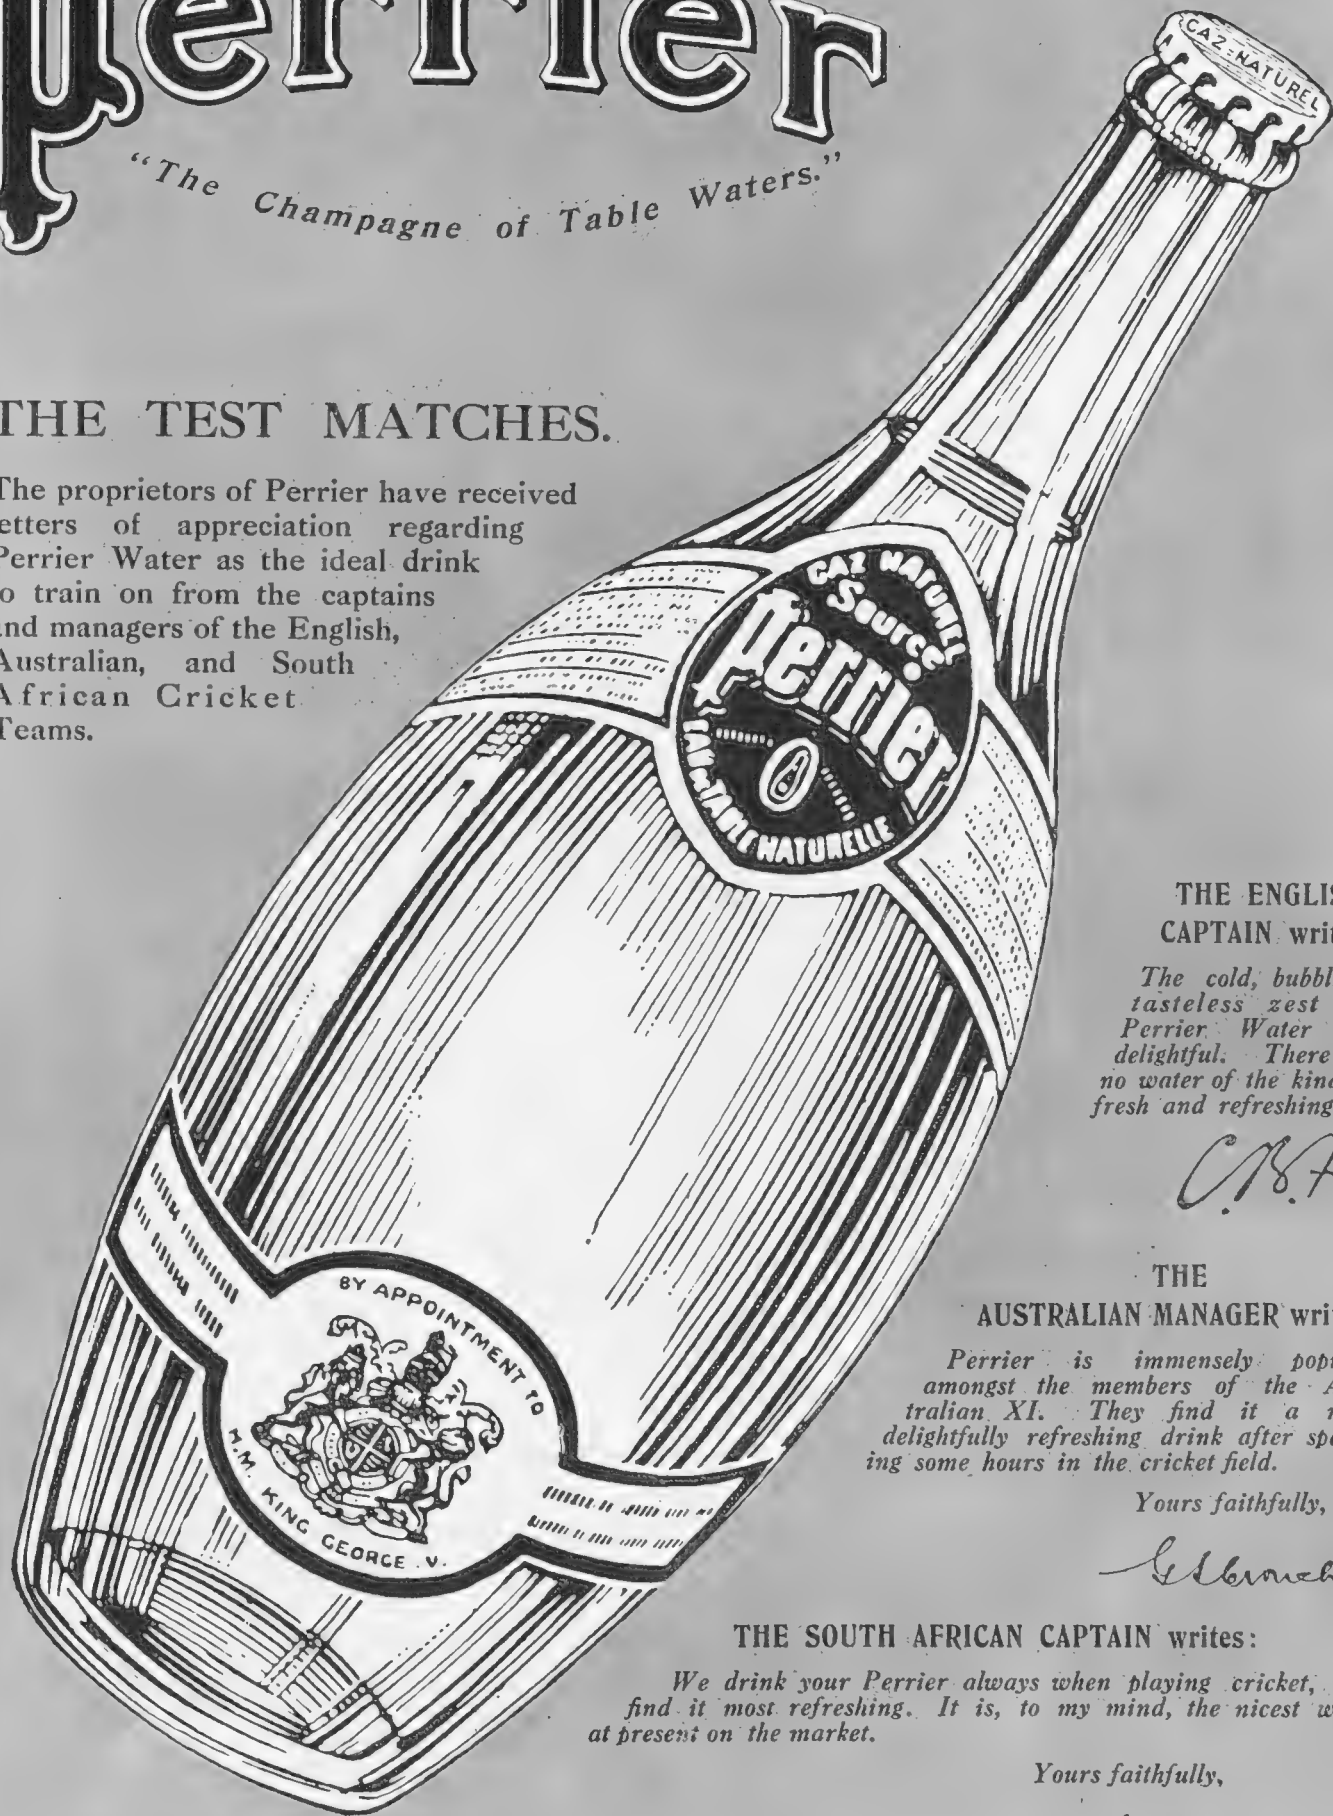 Perrier
"The Champagne of Table Waters."
GAZ=NATUREL
THE TEST MATCHES.
The proprietors of Perrier have received
etters of appreciation regarding
Perrier Water as the ideal drink
to train on from the captains
and managers of the English,
Australian, and South
African Cricket
Teams.
GAZ NATUREL
Source
Perrier
TABLE NATURELLE
THE ENGLIS
CAPTAIN writ
The cold, bubbl
tasteless zest
Perrier Water
delightful. There
no water of the kind
fresh and refreshing
C.B.F
THE
AUSTRALIAN MANAGER wri
Perrier is immensely popu
amongst the members of the A
tralian XI. They find it a m
delightfully refreshing drink after spe
ing some hours in the cricket field.
Yours faithfully,
BY APPOINTMENT TO
H.M. KING GEORGE . V.
THE SOUTH AFRICAN CAPTAIN writes:
We drink your Perrier always when playing cricket,
find it most refreshing. It is, to my mind, the nicest w
at present on the market.
Yours faithfully,